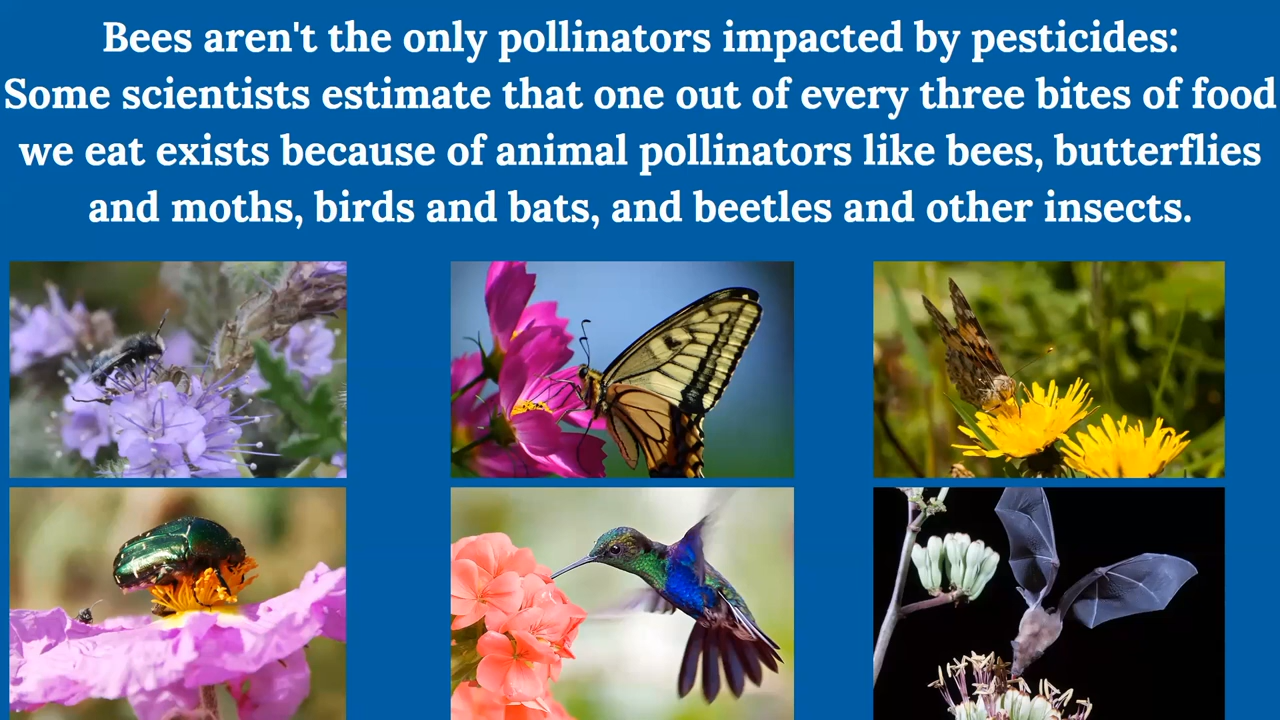 Bees aren't the only pollinators impacted by pesticides:
Some scientists estimate that one out of every three bites of food
we eat exists because of animal pollinators like bees, butterflies
and moths, birds and bats, and beetles and other insects.